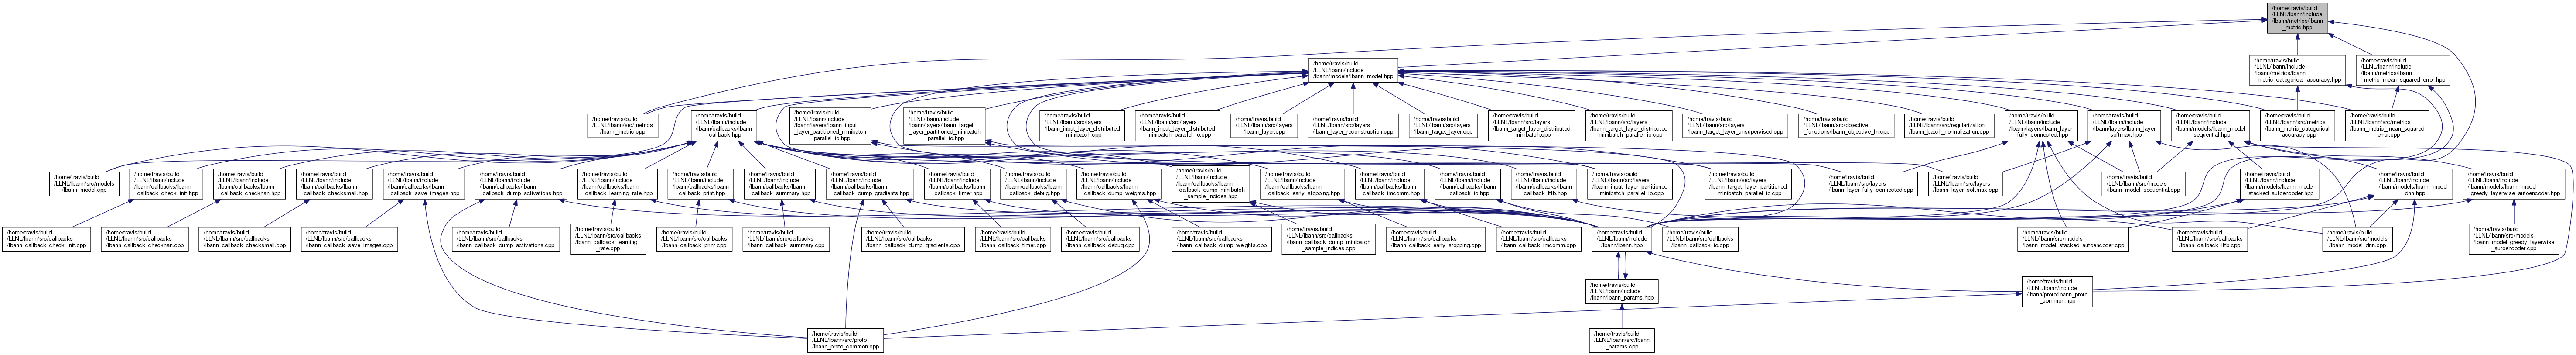 /home/travis/build
/LLNL/lbann/include
/lbann/metrics/lbann
_metric.hpp
/home/travis/build
/LLNL/lbann/include
/lbann/models/lbann_model.hpp
/home/travis/build
/LLNL/lbann/include
/lbann/metrics/lbann
_metric_categorical_accuracy.hpp
/home/travis/build
/LLNL/lbann/include
/lbann/metrics/lbann
_metric_mean_squared_error.hpp
/home/travis/build
/LLNL/lbann/src/metrics
/lbann_metric.cpp
/home/travis/build
/LLNL/lbann/include
/lbann/callbacks/lbann
_callback.hpp
/home/travis/build
/LLNL/lbann/include
/lbann/layers/lbann_input
_layer_partitioned_minibatch
_parallel_io.hpp
/home/travis/build
/LLNL/lbann/include
/lbann/layers/lbann_target
_layer_partitioned_minibatch
_parallel_io.hpp
/home/travis/build
/LLNL/lbann/src/layers
/lbann_input_layer_distributed
_minibatch.cpp
/home/travis/build
/LLNL/lbann/src/layers
/lbann_input_layer_distributed
_minibatch_parallel_io.cpp
/home/travis/build
/LLNL/lbann/src/layers
/lbann_layer.cpp
/home/travis/build
/LLNL/lbann/src/layers
/lbann_layer_reconstruction.cpp
/home/travis/build
/LLNL/lbann/src/layers
/lbann_target_layer.cpp
/home/travis/build
/LLNL/lbann/src/layers
/lbann_target_layer_distributed
_minibatch.cpp
/home/travis/build
/LLNL/lbann/src/layers
/lbann_target_layer_distributed
_minibatch_parallel_io.cpp
/home/travis/build
/LLNL/lbann/src/layers
/lbann_target_layer_unsupervised.cpp
/home/travis/build
/LLNL/lbann/src/objective
_functions/lbann_objective_fn.cpp
/home/travis/build
/LLNL/lbann/src/regularization
/lbann_batch_normalization.cpp
/home/travis/build
/LLNL/lbann/include
/lbann/layers/lbann_layer
_fully_connected.hpp
/home/travis/build
/LLNL/lbann/include
/lbann/layers/lbann_layer
_softmax.hpp
/home/travis/build
/LLNL/lbann/include
/lbann/models/lbann_model
_sequential.hpp
/home/travis/build
/LLNL/lbann/src/metrics
/lbann_metric_categorical
_accuracy.cpp
/home/travis/build
/LLNL/lbann/src/metrics
/lbann_metric_mean_squared
_error.cpp
/home/travis/build
/LLNL/lbann/src/models
/lbann_model.cpp
/home/travis/build
/LLNL/lbann/include
/lbann/callbacks/lbann
_callback_check_init.hpp
/home/travis/build
/LLNL/lbann/include
/lbann/callbacks/lbann
_callback_checknan.hpp
/home/travis/build
/LLNL/lbann/include
/lbann/callbacks/lbann
_callback_checksmall.hpp
/home/travis/build
/LLNL/lbann/include
/lbann/callbacks/lbann
_callback_save_images.hpp
/home/travis/build
/LLNL/lbann/include
/lbann/callbacks/lbann
_callback_dump_activations.hpp
/home/travis/build
/LLNL/lbann/include
/lbann/callbacks/lbann
_callback_learning_rate.hpp
/home/travis/build
/LLNL/lbann/include
/lbann/callbacks/lbann
_callback_print.hpp
/home/travis/build
/LLNL/lbann/include
/lbann/callbacks/lbann
_callback_summary.hpp
/home/travis/build
/LLNL/lbann/include
/lbann/callbacks/lbann
_callback_dump_gradients.hpp
/home/travis/build
/LLNL/lbann/include
/lbann/callbacks/lbann
_callback_timer.hpp
/home/travis/build
/LLNL/lbann/include
/lbann/callbacks/lbann
_callback_debug.hpp
/home/travis/build
/LLNL/lbann/include
/lbann/callbacks/lbann
_callback_dump_weights.hpp
/home/travis/build
/LLNL/lbann/include
/lbann/callbacks/lbann
_callback_dump_minibatch
_sample_indices.hpp
/home/travis/build
/LLNL/lbann/include
/lbann/callbacks/lbann
_callback_early_stopping.hpp
/home/travis/build
/LLNL/lbann/include
/lbann/callbacks/lbann
_callback_imcomm.hpp
/home/travis/build
/LLNL/lbann/include
/lbann/callbacks/lbann
_callback_io.hpp
/home/travis/build
/LLNL/lbann/include
/lbann/callbacks/lbann
_callback_ltfb.hpp
/home/travis/build
/LLNL/lbann/src/layers
/lbann_input_layer_partitioned
_minibatch_parallel_io.cpp
/home/travis/build
/LLNL/lbann/src/layers
/lbann_target_layer_partitioned
_minibatch_parallel_io.cpp
/home/travis/build
/LLNL/lbann/src/layers
/lbann_layer_fully_connected.cpp
/home/travis/build
/LLNL/lbann/src/layers
/lbann_layer_softmax.cpp
/home/travis/build
/LLNL/lbann/src/models
/lbann_model_sequential.cpp
/home/travis/build
/LLNL/lbann/include
/lbann/models/lbann_model
_stacked_autoencoder.hpp
/home/travis/build
/LLNL/lbann/include
/lbann/models/lbann_model
_dnn.hpp
/home/travis/build
/LLNL/lbann/include
/lbann/models/lbann_model
_greedy_layerwise_autoencoder.hpp
/home/travis/build
/LLNL/lbann/src/callbacks
/lbann_callback_check_init.cpp
/home/travis/build
/LLNL/lbann/src/callbacks
/lbann_callback_checknan.cpp
/home/travis/build
/LLNL/lbann/src/callbacks
/lbann_callback_checksmall.cpp
/home/travis/build
/LLNL/lbann/src/callbacks
/lbann_callback_save_images.cpp
/home/travis/build
/LLNL/lbann/src/callbacks
/lbann_callback_dump_activations.cpp
/home/travis/build
/LLNL/lbann/src/callbacks
/lbann_callback_learning
_rate.cpp
/home/travis/build
/LLNL/lbann/src/callbacks
/lbann_callback_print.cpp
/home/travis/build
/LLNL/lbann/src/callbacks
/lbann_callback_summary.cpp
/home/travis/build
/LLNL/lbann/src/callbacks
/lbann_callback_dump_gradients.cpp
/home/travis/build
/LLNL/lbann/src/callbacks
/lbann_callback_timer.cpp
/home/travis/build
/LLNL/lbann/src/callbacks
/lbann_callback_debug.cpp
/home/travis/build
/LLNL/lbann/src/callbacks
/lbann_callback_dump_weights.cpp
/home/travis/build
/LLNL/lbann/src/callbacks
/lbann_callback_dump_minibatch
_sample_indices.cpp
/home/travis/build
/LLNL/lbann/src/callbacks
/lbann_callback_early_stopping.cpp
/home/travis/build
/LLNL/lbann/src/callbacks
/lbann_callback_imcomm.cpp
/home/travis/build
/LLNL/lbann/include
/lbann/lbann.hpp
/home/travis/build
/LLNL/lbann/src/callbacks
/lbann_callback_io.cpp
/home/travis/build
/LLNL/lbann/src/models
/lbann_model_stacked_autoencoder.cpp
/home/travis/build
/LLNL/lbann/src/callbacks
/lbann_callback_ltfb.cpp
/home/travis/build
/LLNL/lbann/src/models
/lbann_model_dnn.cpp
/home/travis/build
/LLNL/lbann/src/models
/lbann_model_greedy_layerwise
_autoencoder.cpp
/home/travis/build
/LLNL/lbann/include
/lbann/lbann_params.hpp
/home/travis/build
/LLNL/lbann/include
/lbann/proto/lbann_proto
_common.hpp
/home/travis/build
/LLNL/lbann/src/proto
/lbann_proto_common.cpp
/home/travis/build
/LLNL/lbann/src/lbann
_params.cpp